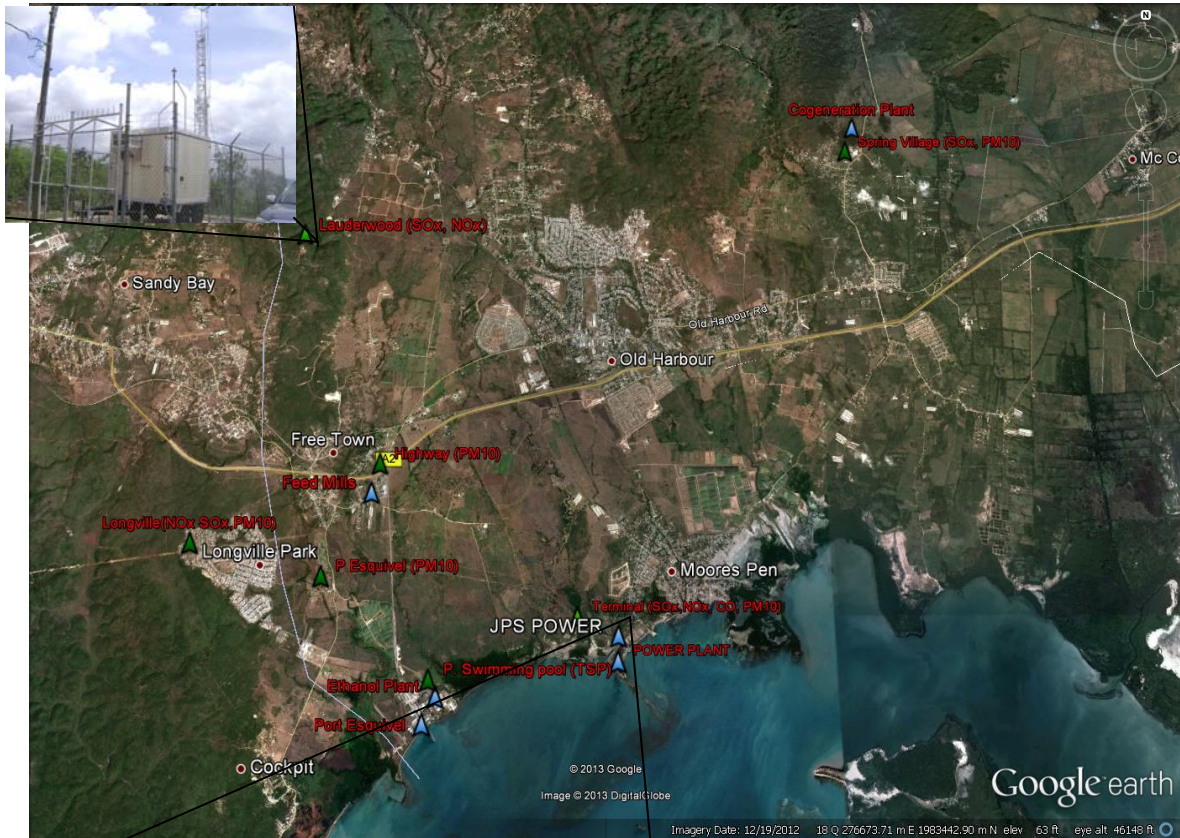 N
Cogeneration Plant
Spring Village (SOx, PM10)
Lauderwood (SOx, NOx)
Sandy Bay
Old Harbour Rd
Old Harbour
Free Town
A2
Highway (PM10)
Feed Mills
Longville(NOx SOx,PM10)
Longville Park
P Esquivel (PM10)
Moores Pen
Terminal (SOx,NOx, CO, PM10)
JPS POWER
POWER PLANT
P. Swimming pool (TSP)
Ethanol Plant
Port Esquivel
Cockpit
© 2013 Google
Image © 2013 DigitalGlobe
Google earth
Imagery Date: 12/19/2012 18 Q 276673.71 m E 1983442.90 m N elev 63 ft eye alt 46148 ft